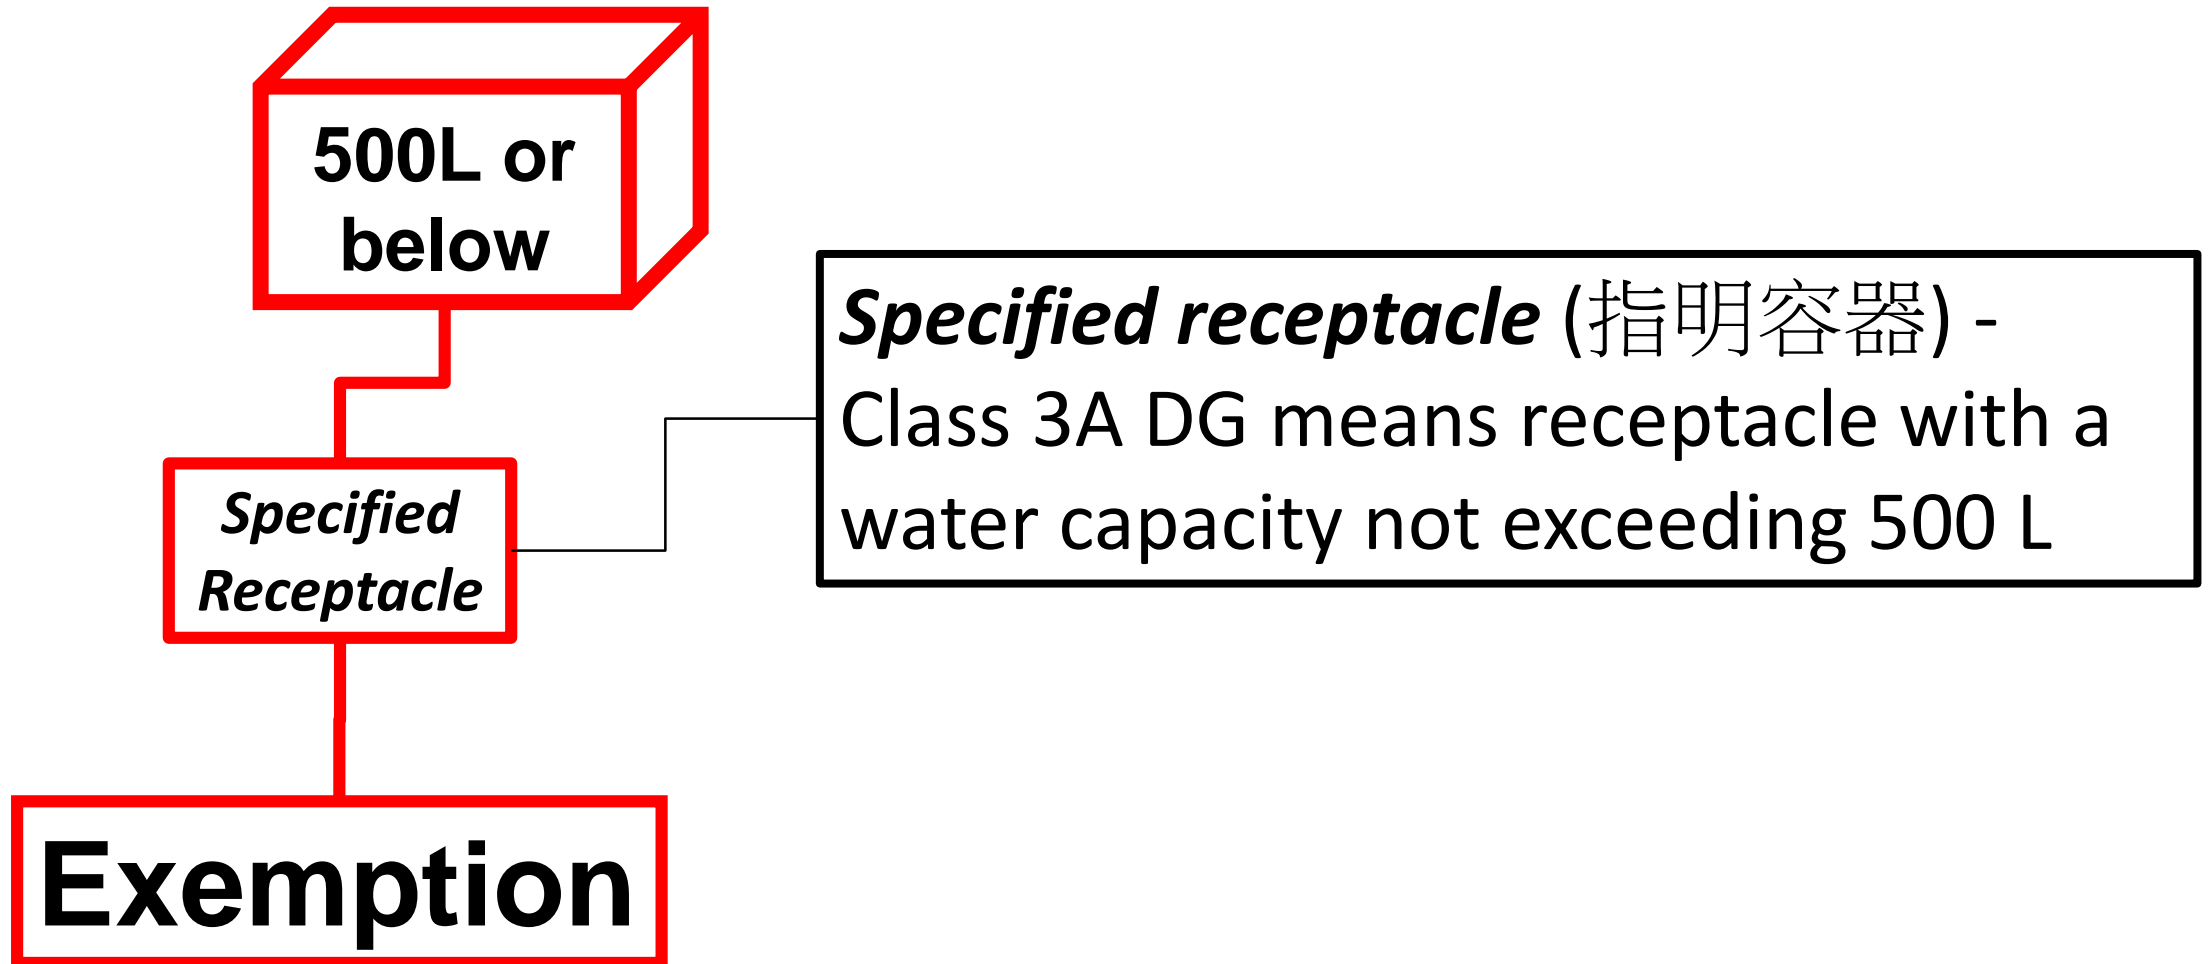 500L or
below
Specified receptacle (指明容器) -
Class 3A DG means receptacle with a
water capacity not exceeding 500 L
Specified
Receptacle
Exemption